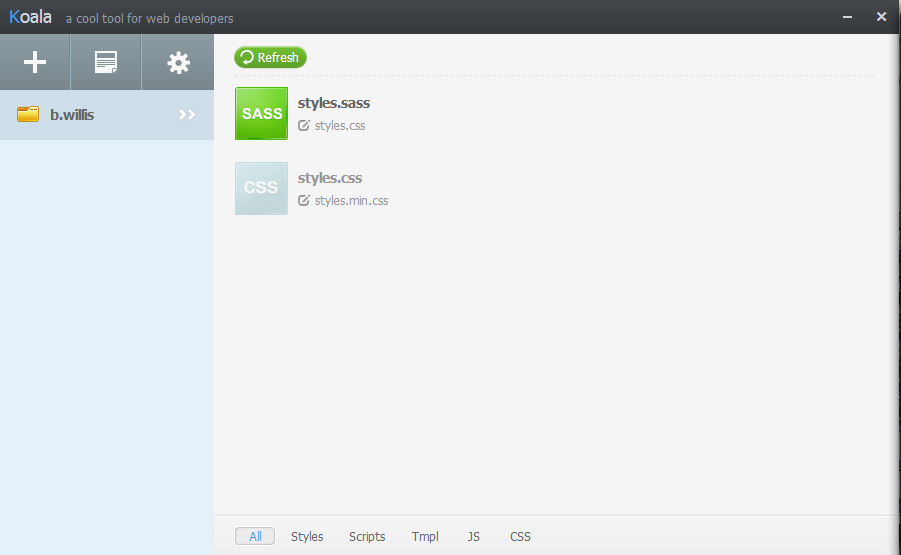 Koala a cool tool for web developers
b.willis
Refresh
SASS
styles.sass
styles.css
CSS
styles.css
styles.min.css
All Styles Scripts Tmpl JS CSS